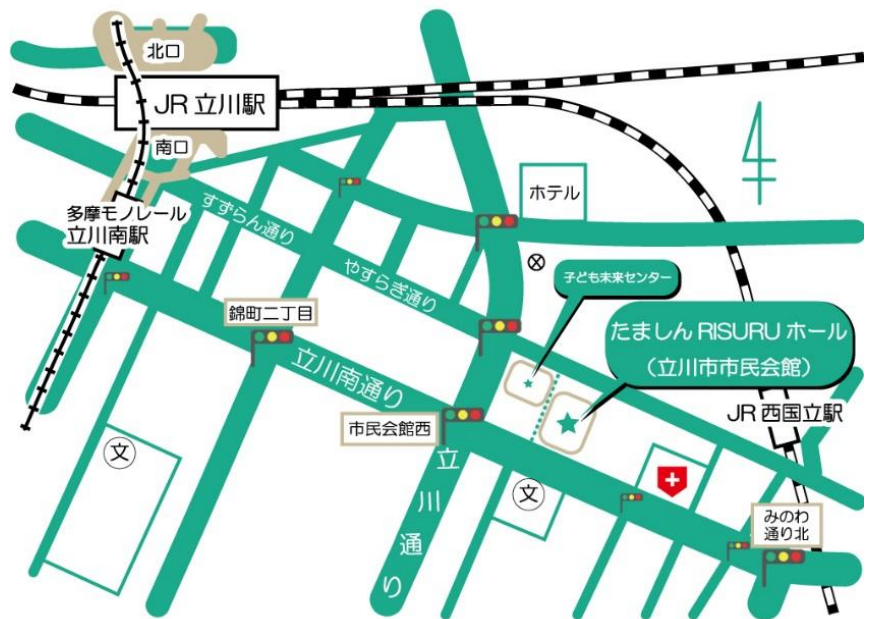 北口
JR 立川駅
南口
多摩モノレール
立川南駅
すずらん通り
やすらぎ通り
ホテル
子ども未来センター
たましん RISURU ホール
（立川市市民会館）
錦町二丁目
立川南通り
市民会館西
立川通り
JR 西国立駅
文
文
みのわ
通り北